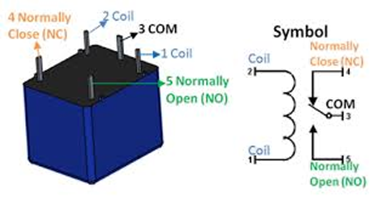 4 Normally
Close (NC)
2 Coil
3 COM
1 Coil
5 Normally
Open (NO)
Symbol
Coil
2
Normally
Close (NC)
4
COM
3
Coil
1
5
Normally
Open (NO)